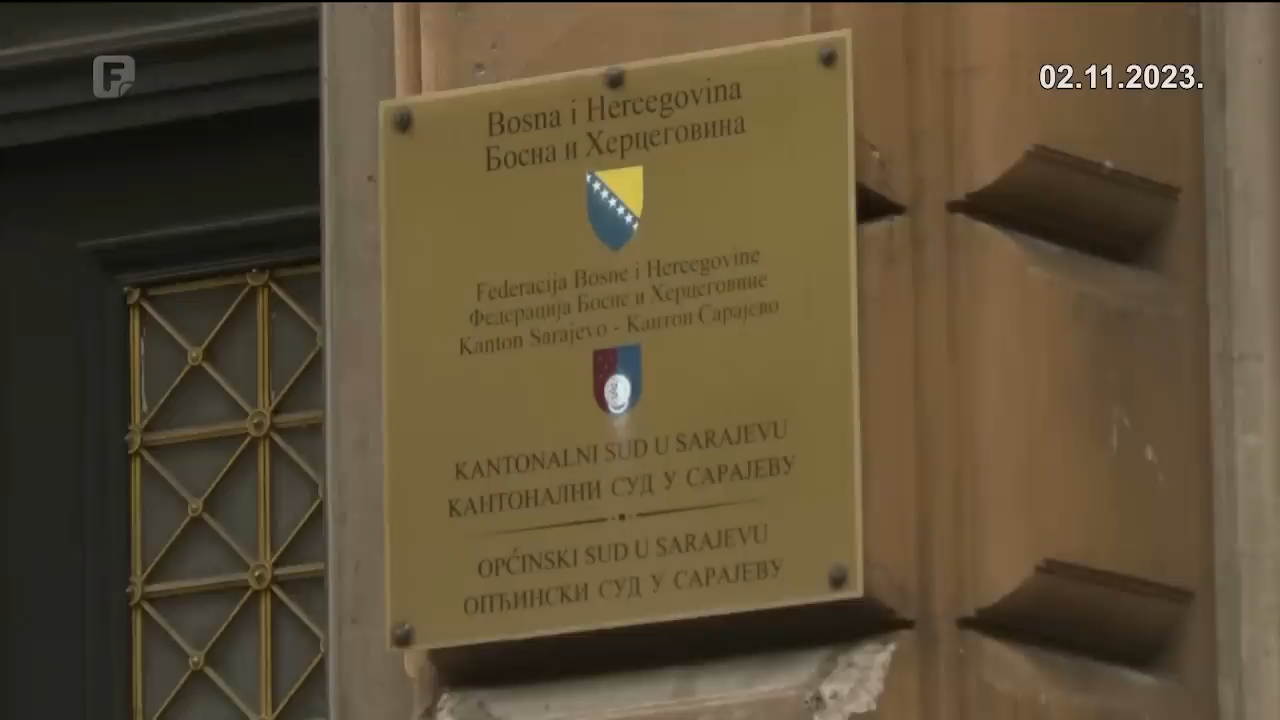 F
02.11.2023.
Bosna i Hercegovina
Босна и Херцеговина
Federacija Bosne i Hercegovine
Федерација Босне и Херцеговине
Kanton Sarajevo - Кантон Сарајево
KANTONALNI SUD U SARAJEVU
КАНТОНАЛНИ СУД У САРАЈЕВУ
OPĆINSKI SUD U SARAJEVU
ОПЋИНСКИ СУД У САРАЈЕВУ